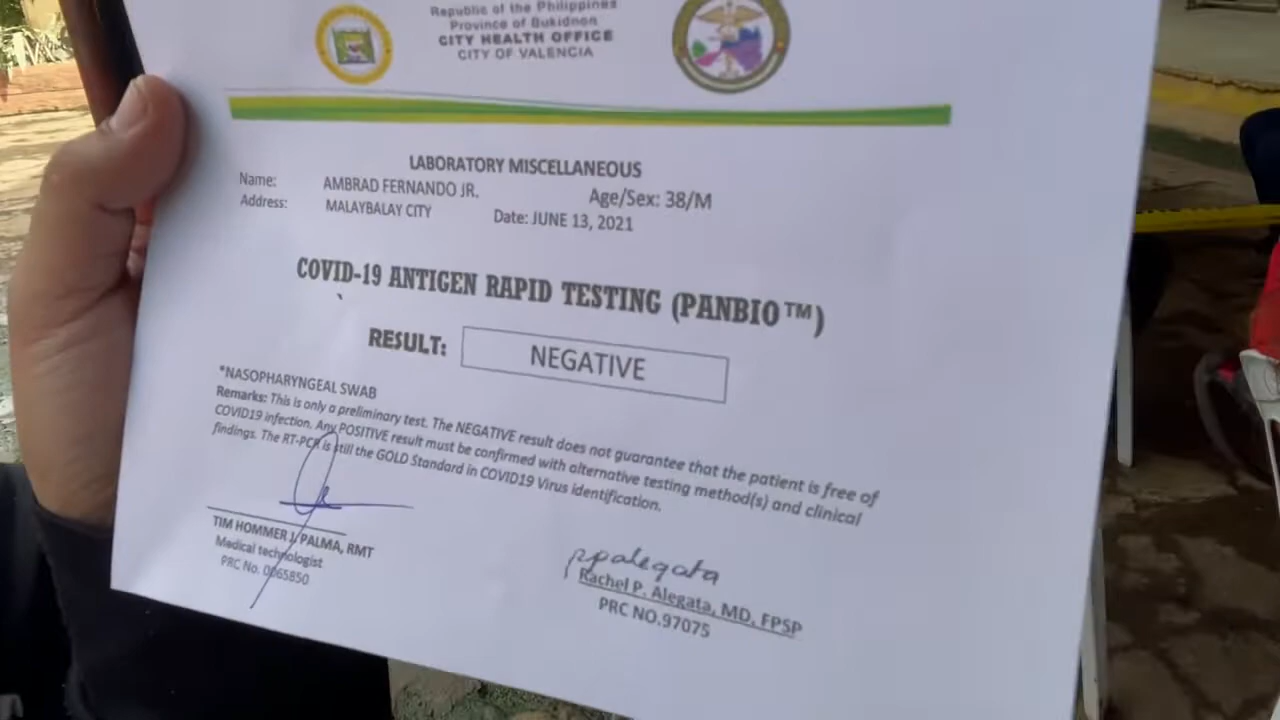 Republic of the Philippines
Province of Bukidnon
CITY HEALTH OFFICE
CITY OF VALENCIA
LABORATORY MISCELLANEOUS
Name: AMBRAD FERNANDO JR. Age/Sex: 38/M
Address: MALAYBALAY CITY Date: JUNE 13, 2021
COVID-19 ANTIGEN RAPID TESTING (PANBIO™)
RESULT: NEGATIVE
*NASOPHARYNGEAL SWAB
Remarks: This is only a preliminary test. The NEGATIVE result does not guarantee that the patient is free of
COVID19 infection. Any POSITIVE result must be confirmed with alternative testing method(s) and clinical
findings. The RT-PCR is still the GOLD Standard in COVID19 Virus identification.
TIM HOMMER J. PALMA, RMT
Medical technologist
PRC No. 0065850
rpalegata
Rachel P. Alegata, MD, FPSP
PRC NO.97075